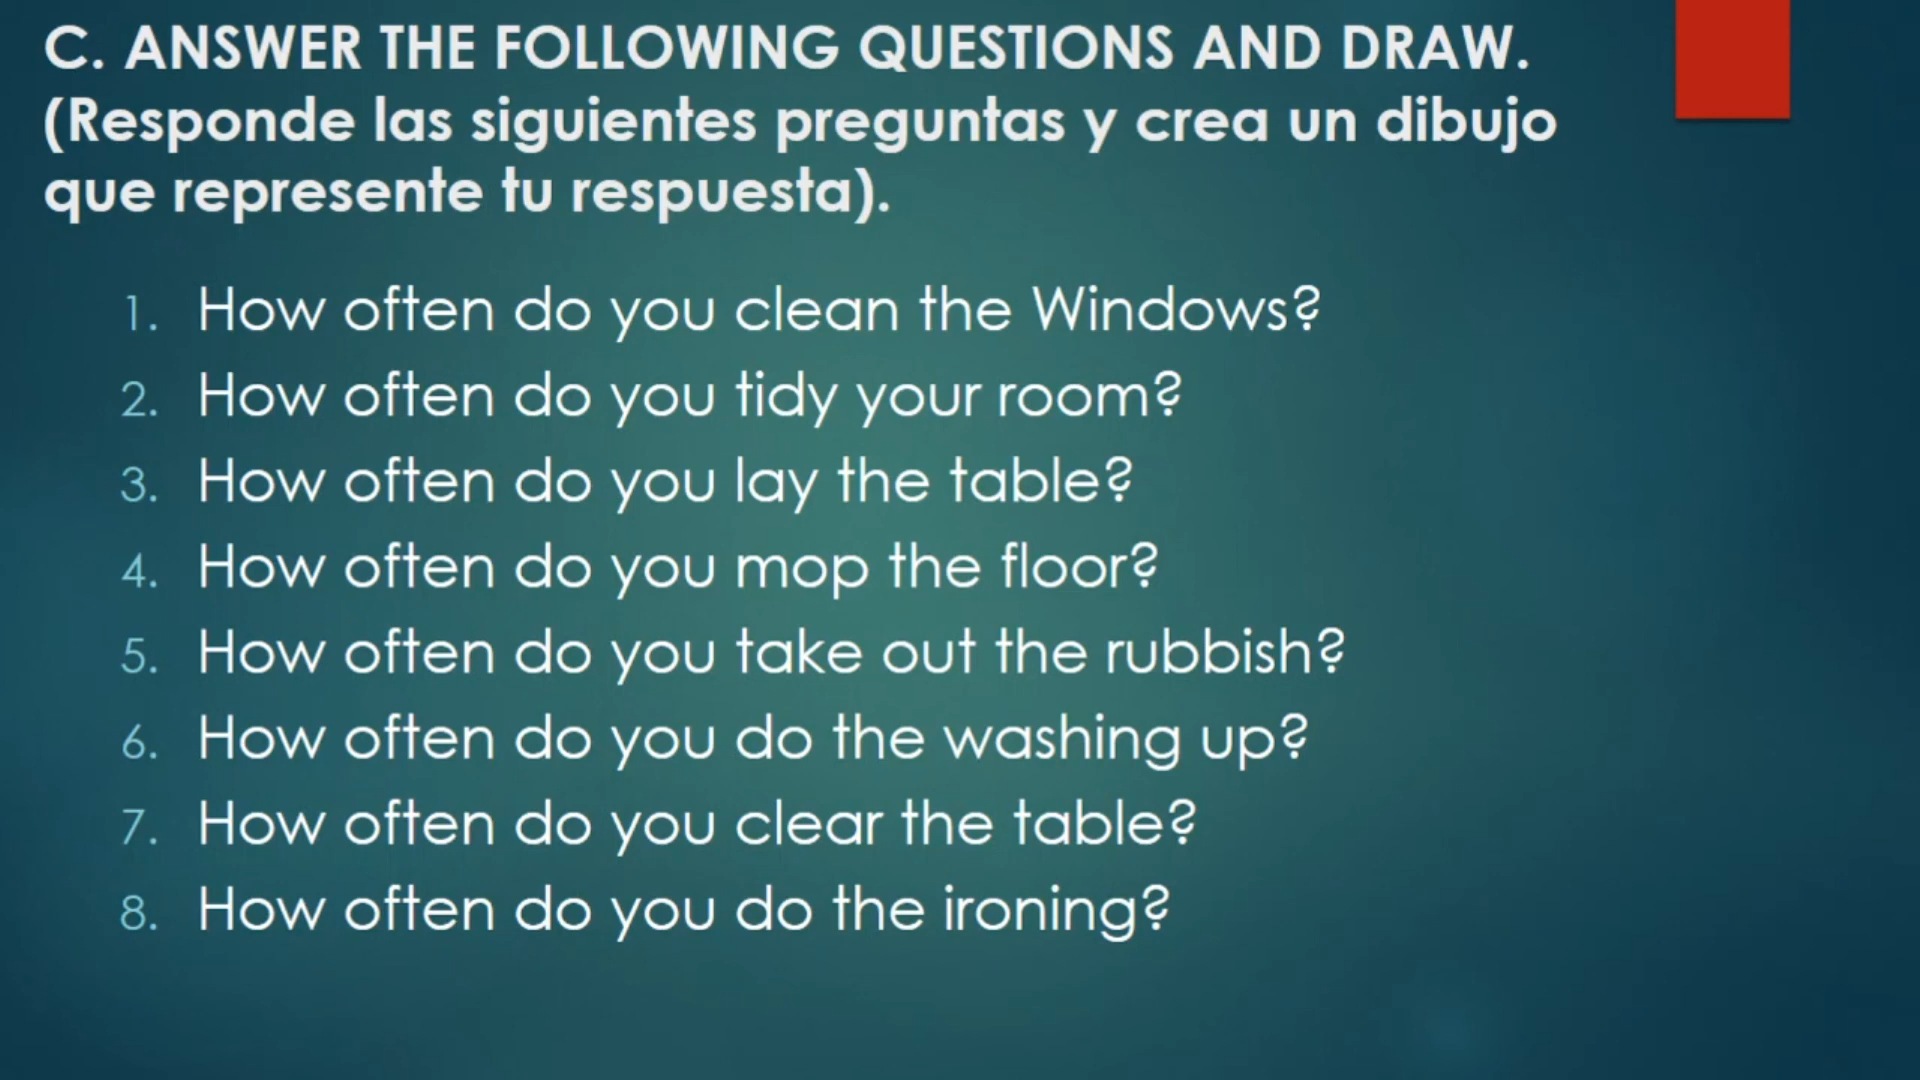 C. ANSWER THE FOLLOWING QUESTIONS AND DRAW.
(Responde las siguientes preguntas y crea un dibujo
que represente tu respuesta).
1. How often do you clean the Windows?
2. How often do you tidy your room?
3. How often do you lay the table?
4. How often do you mop the floor?
5. How often do you take out the rubbish?
6. How often do you do the washing up?
7. How often do you clear the table?
8. How often do you do the ironing?